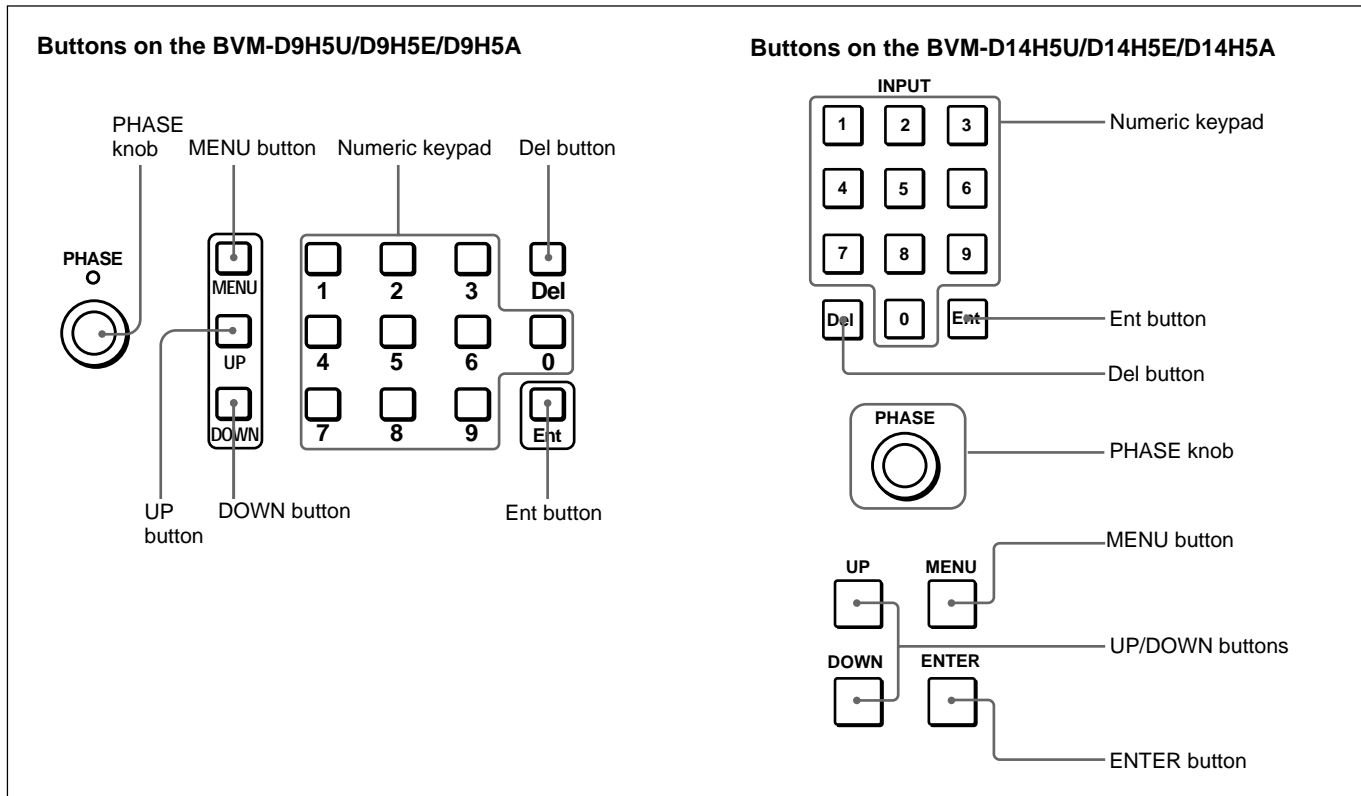 Buttons on the BVM-D9H5U/D9H5E/D9H5A
PHASE
knob
MENU button
Numeric keypad
Del button
PHASE
MENU
1
2
3
Del
UP
4
5
6
0
DOWN
7
8
9
Ent
UP
button
DOWN button
Ent button
Buttons on the BVM-D14H5U/D14H5E/D14H5A
INPUT
1
2
3
Numeric keypad
4
5
6
7
8
9
Del
0
Ent
Ent button
Del button
PHASE
PHASE knob
MENU button
UP
MENU
UP/DOWN buttons
DOWN
ENTER
ENTER button